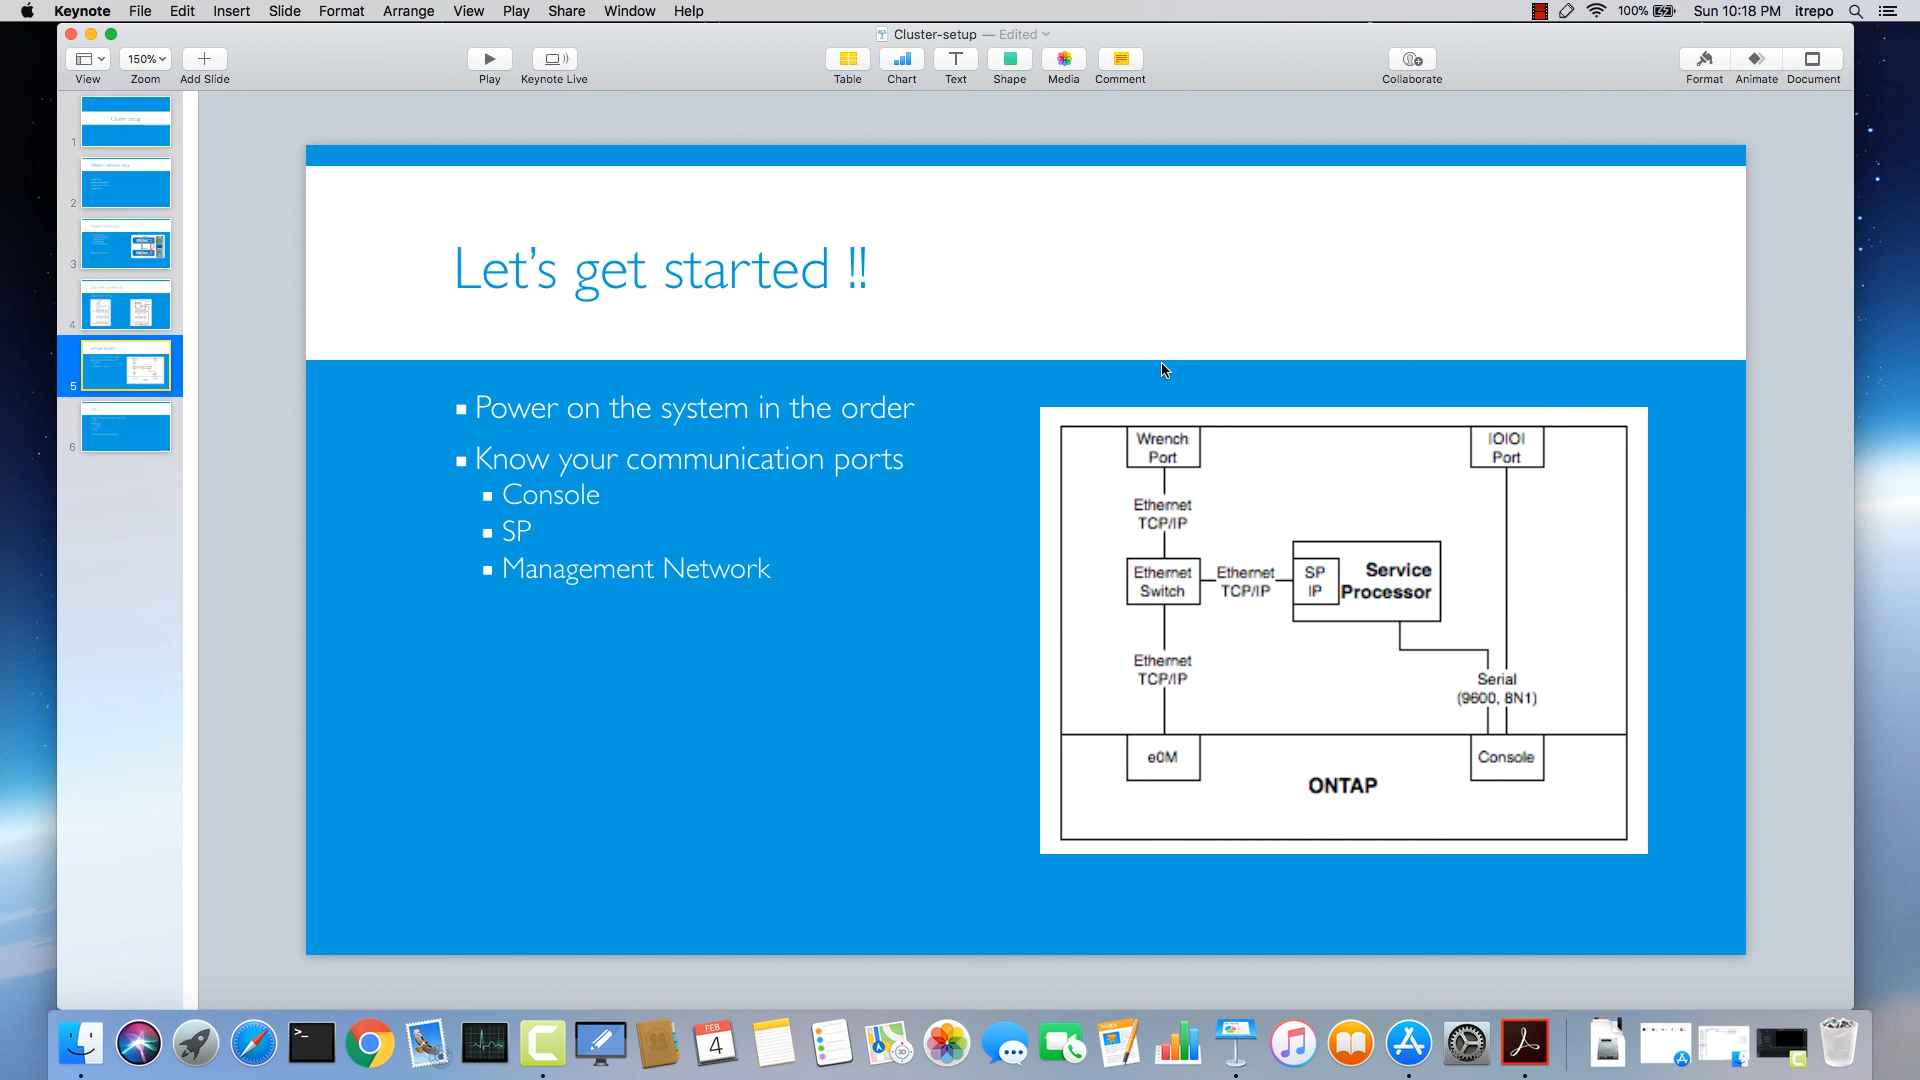 Keynote File Edit Insert Slide Format Arrange View Play Share Window Help
100% Sun 10:18 PM itrepo
Cluster-setup — Edited
150%
View Zoom Add Slide Play Keynote Live Table Chart Text Shape Media Comment Collaborate Format Animate Document
1
Cluster-setup
2
3
4
5
6
Let's get started !!
Power on the system in the order
Know your communication ports
Console
SP
Management Network
Wrench
Port
IOIOI
Port
Ethernet
TCP/IP
Ethernet
Switch
Ethernet
TCP/IP
SP
IP
Service
Processor
Ethernet
TCP/IP
Serial
(9600, 8N1)
e0M
Console
ONTAP
FEB
4
3D